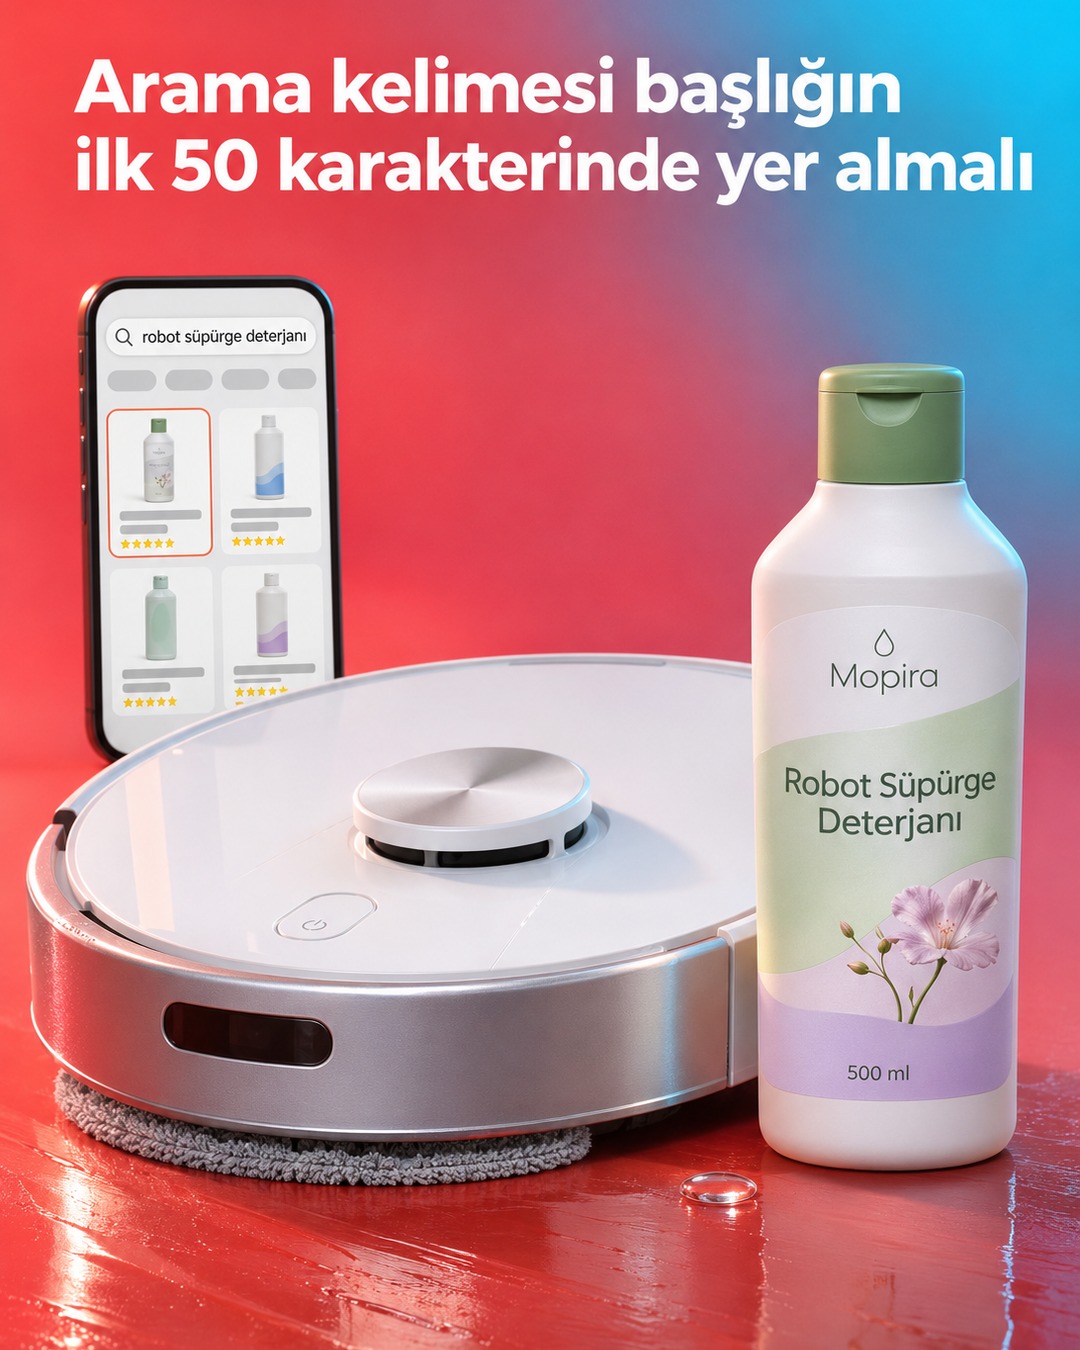 Arama kelimesi başlığın
ilk 50 karakterinde yer almalı
robot süpürge deterjanı
Mopira
Robot Süpürge
Deterjanı
500 ml